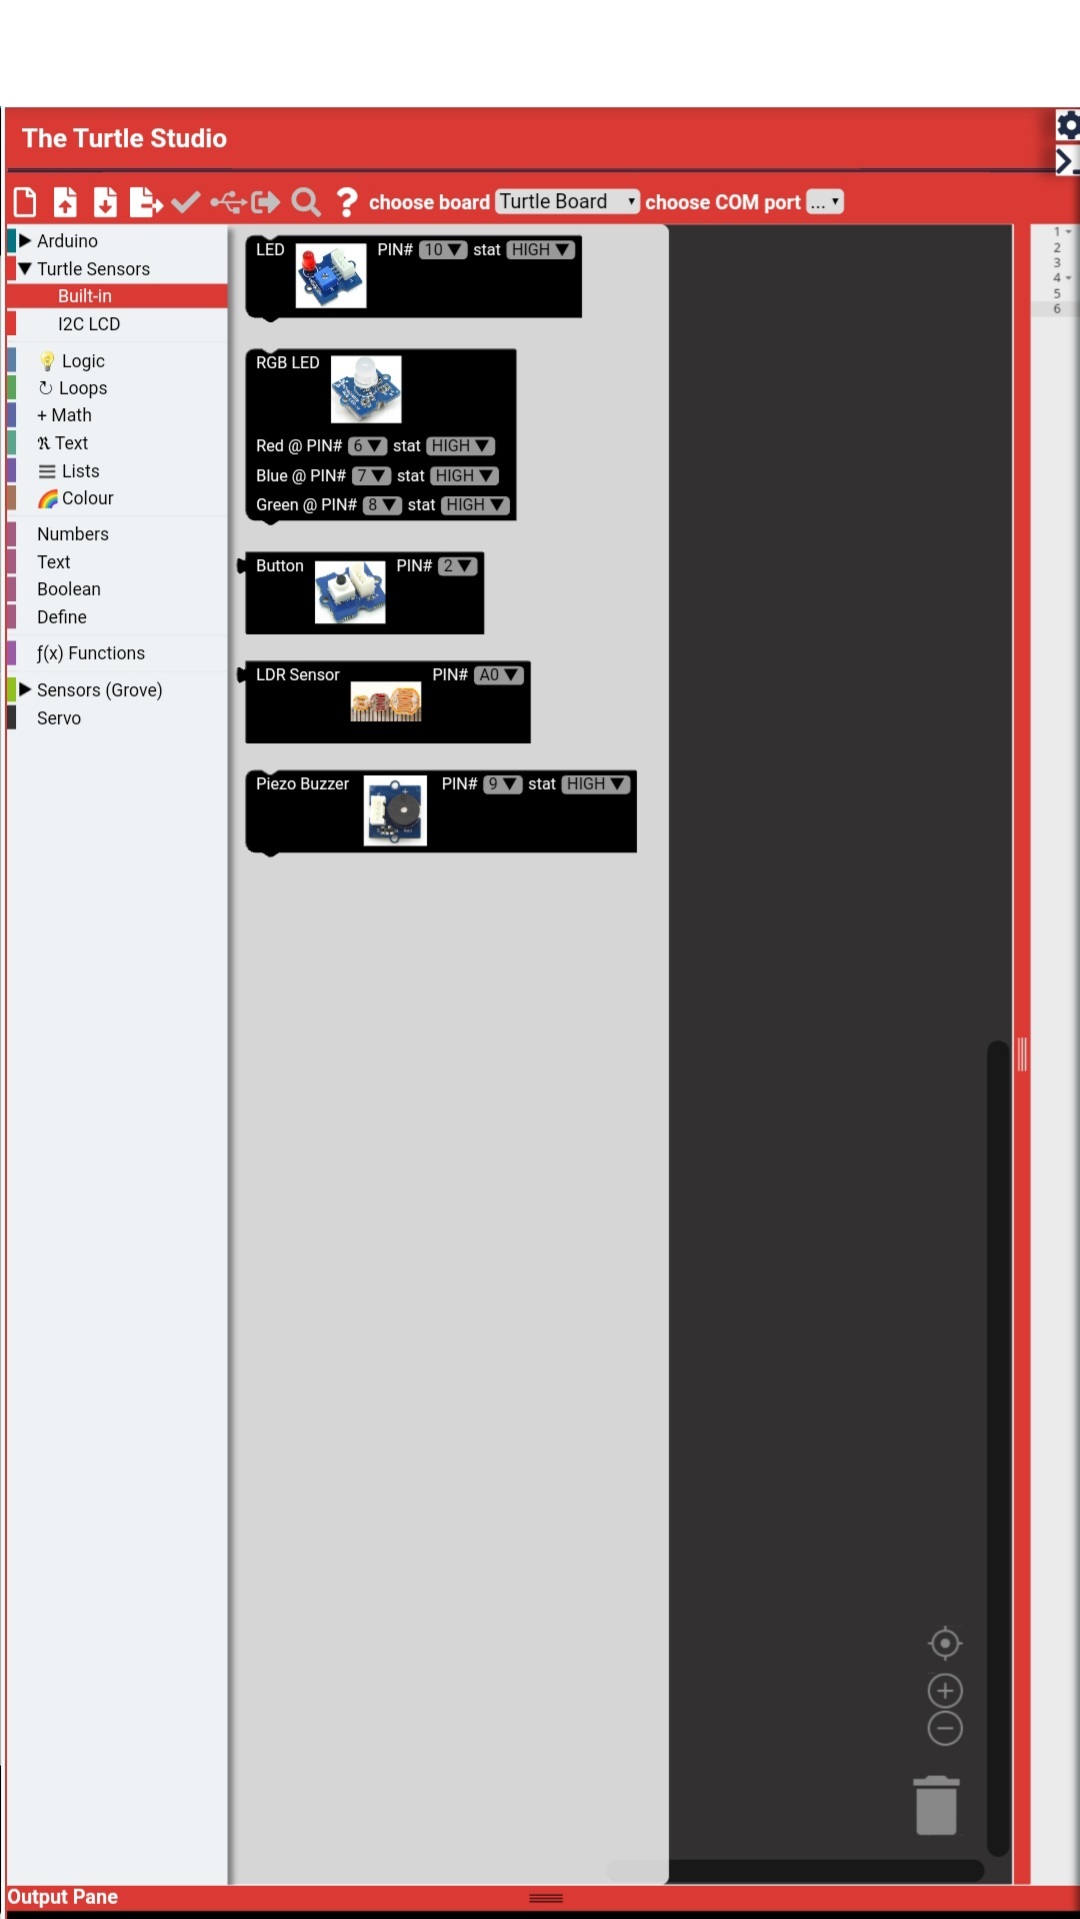 The Turtle Studio
choose board Turtle Board choose COM port ...
Arduino
Turtle Sensors
Built-in
I2C LCD
Logic
Loops
+ Math
Text
Lists
Colour
Numbers
Text
Boolean
Define
ƒ(x) Functions
Sensors (Grove)
Servo
LED PIN# 10 stat HIGH
RGB LED
Red @ PIN# 6 stat HIGH
Blue @ PIN# 7 stat HIGH
Green @ PIN# 8 stat HIGH
Button PIN# 2
LDR Sensor PIN# A0
Piezo Buzzer PIN# 9 stat HIGH
1
2
3
4
5
6
Output Pane